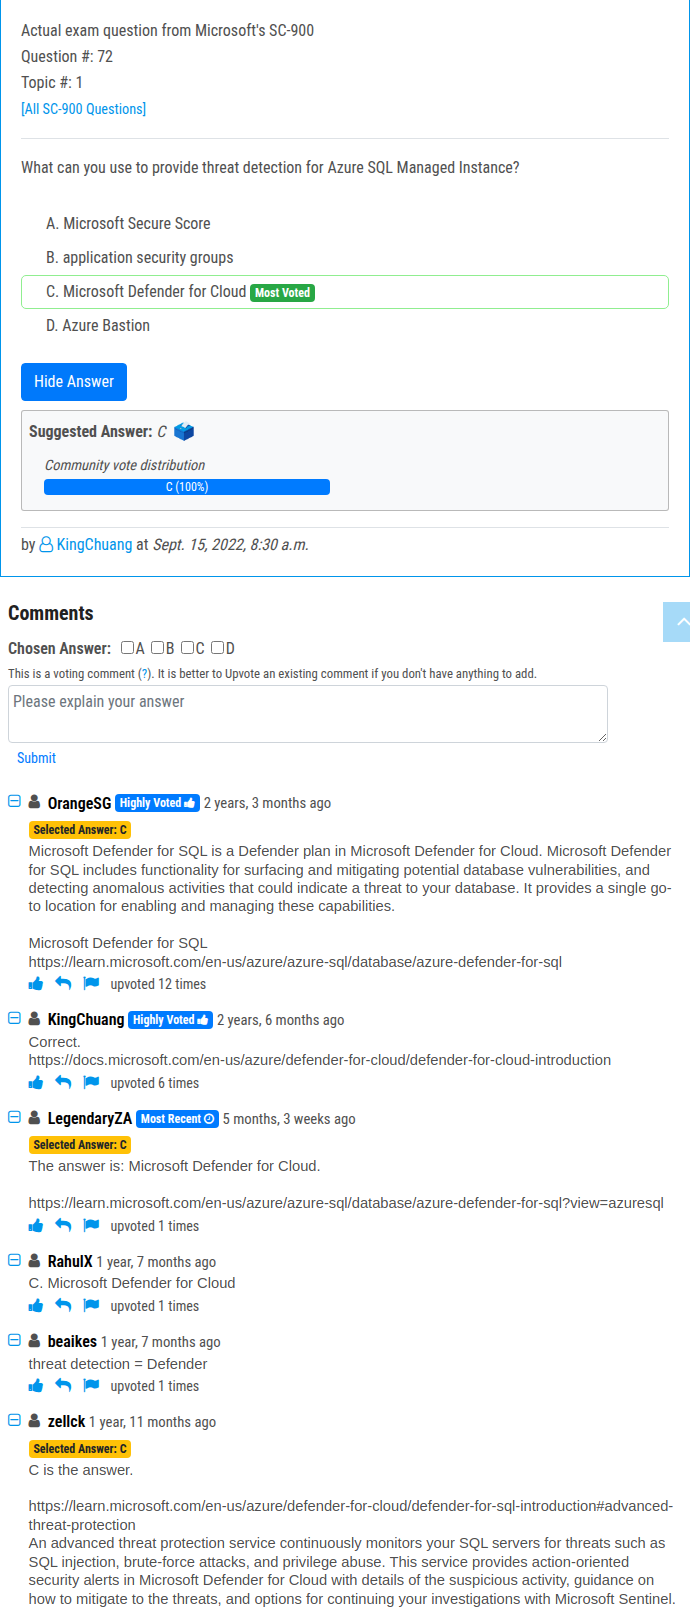 Actual exam question from Microsoft's SC-900
Question #: 72
Topic #: 1
[All SC-900 Questions]
What can you use to provide threat detection for Azure SQL Managed Instance?
A. Microsoft Secure Score
B. application security groups
C. Microsoft Defender for Cloud Most Voted
D. Azure Bastion
Hide Answer
Suggested Answer: C
Community vote distribution
C (100%)
by KingChuang at Sept. 15, 2022, 8:30 a.m.
Comments
Chosen Answer: A B C D
This is a voting comment (?). It is better to Upvote an existing comment if you don't have anything to add.
Please explain your answer
Submit
OrangeSG Highly Voted 2 years, 3 months ago
Selected Answer: C
Microsoft Defender for SQL is a Defender plan in Microsoft Defender for Cloud. Microsoft Defender
for SQL includes functionality for surfacing and mitigating potential database vulnerabilities, and
detecting anomalous activities that could indicate a threat to your database. It provides a single go-
to location for enabling and managing these capabilities.
Microsoft Defender for SQL
https://learn.microsoft.com/en-us/azure/azure-sql/database/azure-defender-for-sql
upvoted 12 times
KingChuang Highly Voted 2 years, 6 months ago
Correct.
https://docs.microsoft.com/en-us/azure/defender-for-cloud/defender-for-cloud-introduction
upvoted 6 times
LegendaryZA Most Recent 5 months, 3 weeks ago
Selected Answer: C
The answer is: Microsoft Defender for Cloud.
https://learn.microsoft.com/en-us/azure/azure-sql/database/azure-defender-for-sql?view=azuresql
upvoted 1 times
RahulX 1 year, 7 months ago
C. Microsoft Defender for Cloud
upvoted 1 times
beaikes 1 year, 7 months ago
threat detection = Defender
upvoted 1 times
zellck 1 year, 11 months ago
Selected Answer: C
C is the answer.
https://learn.microsoft.com/en-us/azure/defender-for-cloud/defender-for-sql-introduction#advanced-
threat-protection
An advanced threat protection service continuously monitors your SQL servers for threats such as
SQL injection, brute-force attacks, and privilege abuse. This service provides action-oriented
security alerts in Microsoft Defender for Cloud with details of the suspicious activity, guidance on
how to mitigate to the threats, and options for continuing your investigations with Microsoft Sentinel.